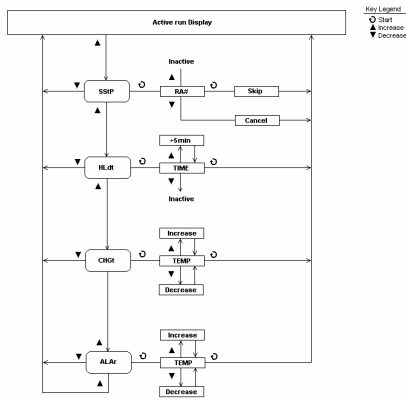 Key Legend
Start
Increase
Decrease
Active run Display
Inactive
SStP
RA#
Skip
Cancel
+5min
HLdt
TIME
Inactive
Increase
CHGt
TEMP
Decrease
Increase
ALAr
TEMP
Decrease